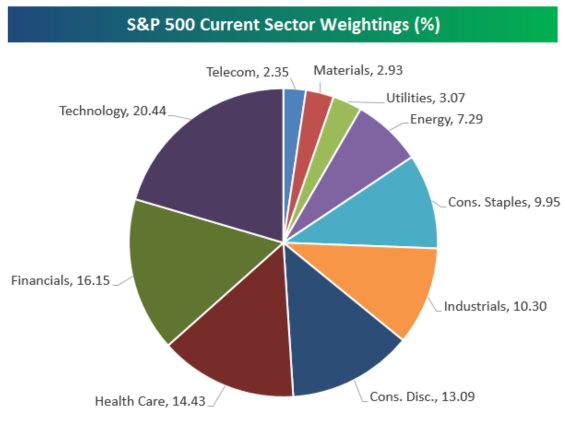 S&P 500 Current Sector Weightings (%)
Telecom, 2.35
Materials, 2.93
Utilities, 3.07
Technology, 20.44
Energy, 7.29
Cons. Staples, 9.95
Financials, 16.15
Industrials, 10.30
Health Care, 14.43
Cons. Disc., 13.09